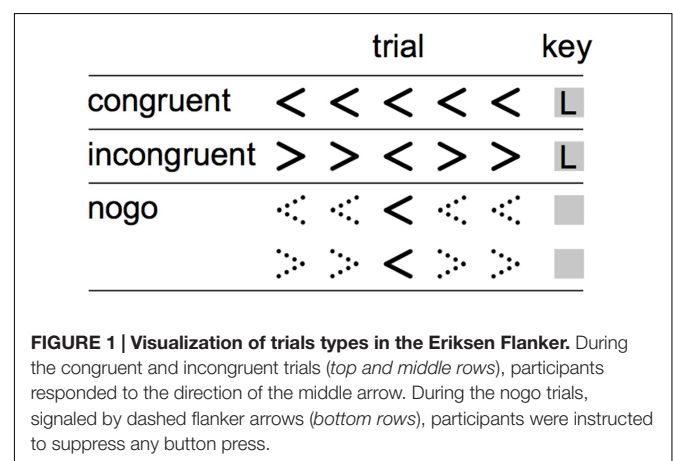 trial key
congruent < < < < < L
incongruent > > < > > L
nogo < < < < <
> > < > >
FIGURE 1 | Visualization of trials types in the Eriksen Flanker. During
the congruent and incongruent trials (top and middle rows), participants
responded to the direction of the middle arrow. During the nogo trials,
signaled by dashed flanker arrows (bottom rows), participants were instructed
to suppress any button press.